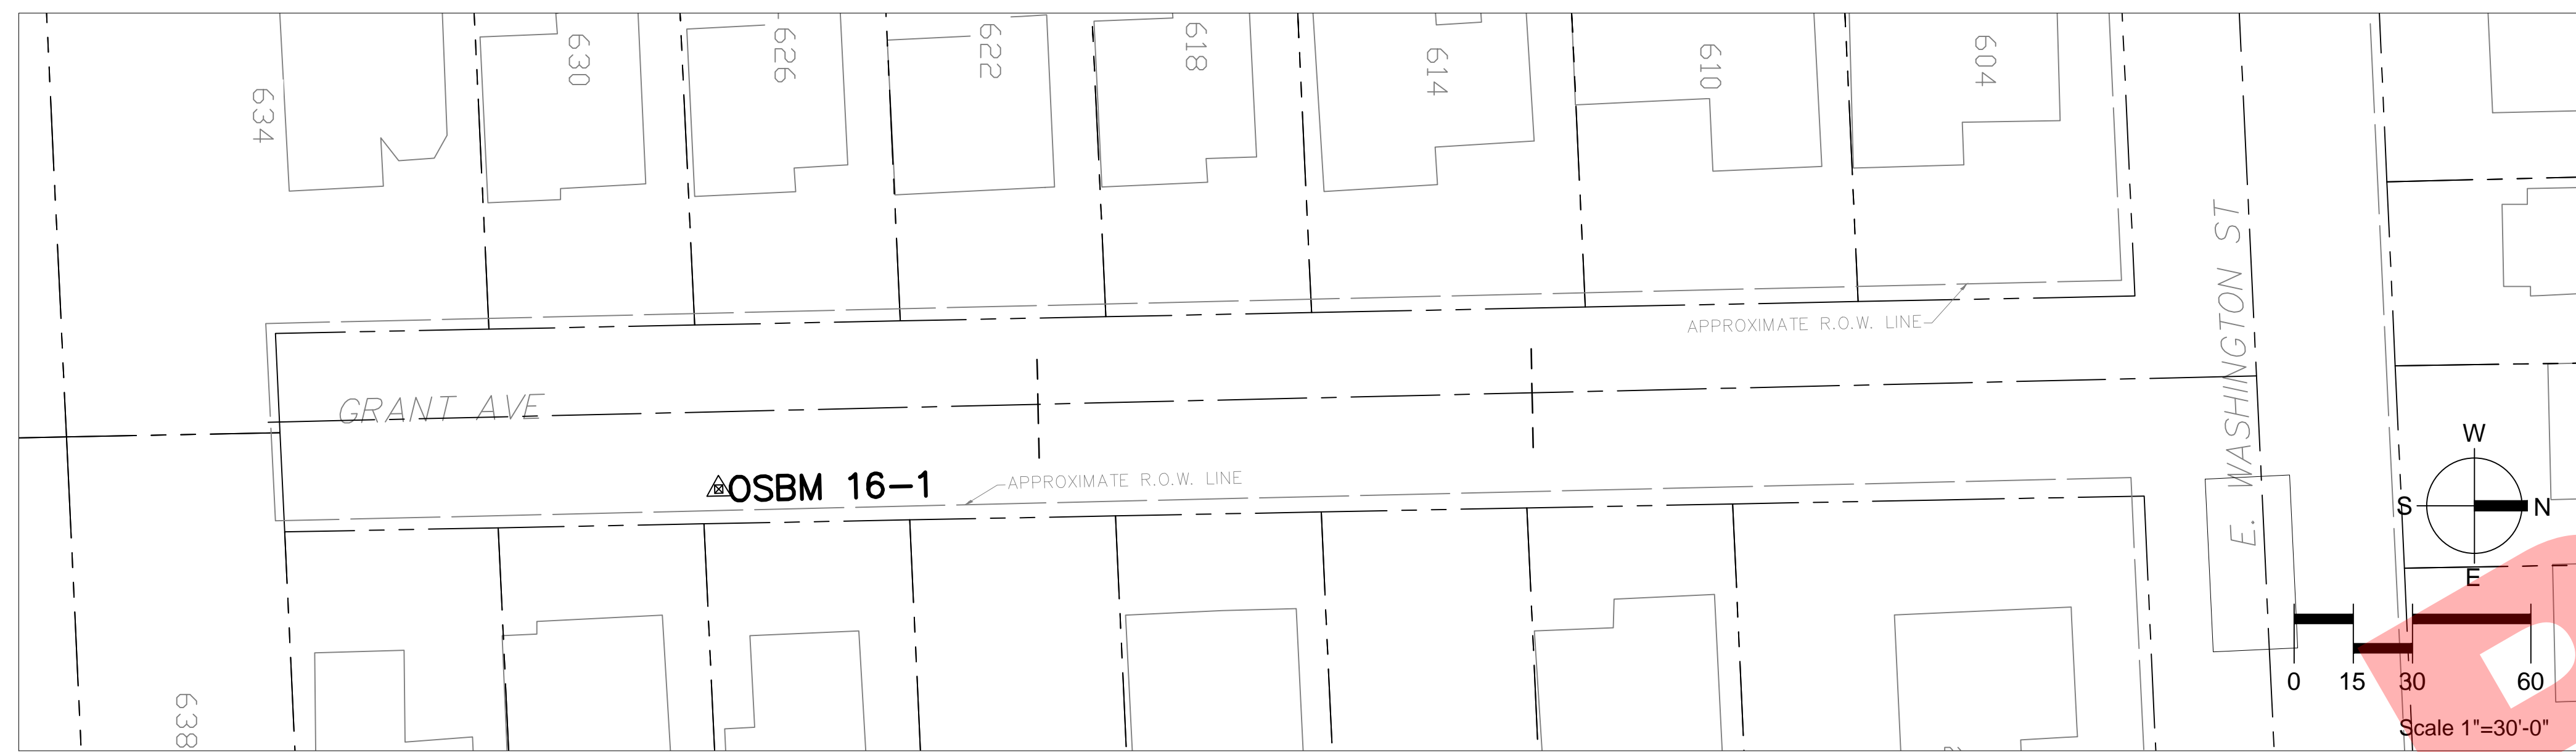 634
630
626
622
618
614
610
604
APPROXIMATE R.O.W. LINE
GRANT AVE
E. WASHINGTON ST
OSBM 16-1
APPROXIMATE R.O.W. LINE
W
S
N
E
638
0 15 30 60
Scale 1"=30'-0"